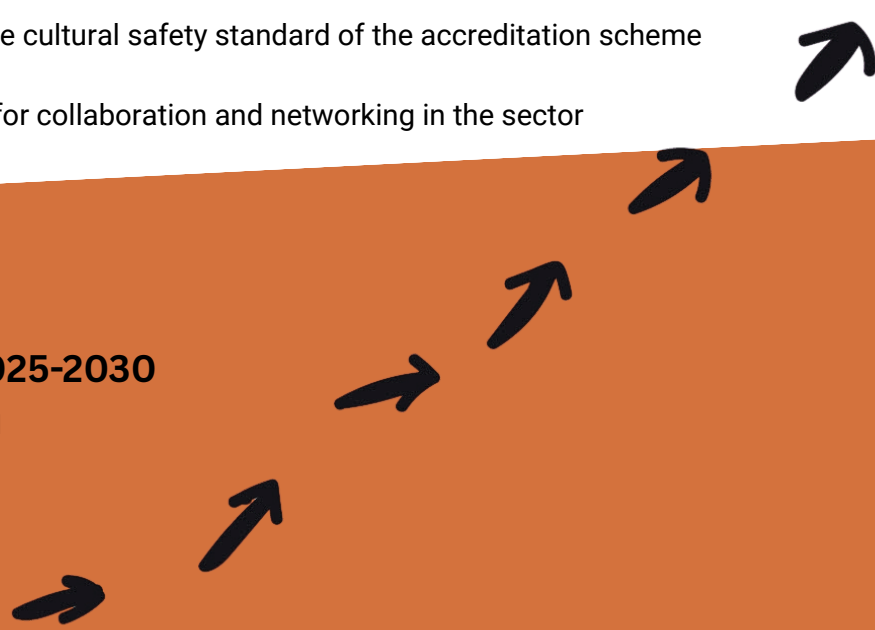 e cultural safety standard of the accreditation scheme
for collaboration and networking in the sector
025-2030